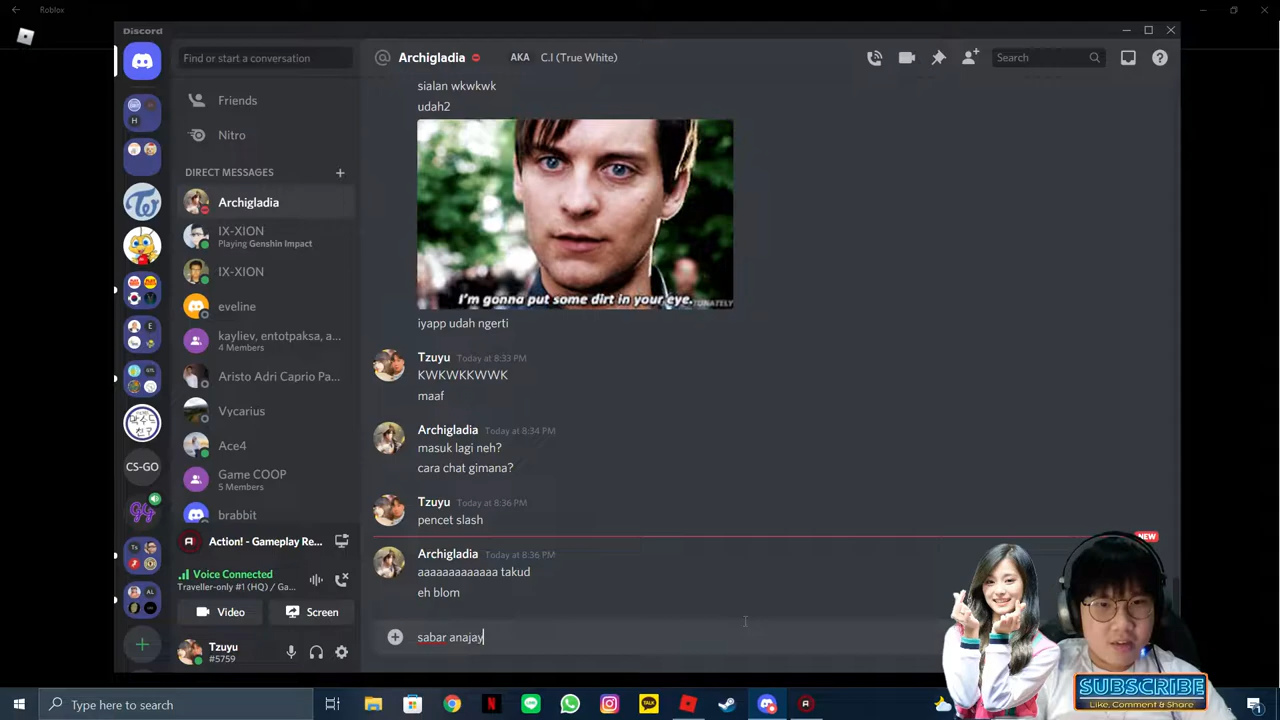 Roblox
Discord
Find or start a conversation
Archigladia
AKA
C.I (True White)
Search
Friends
Nitro
DIRECT MESSAGES
Archigladia
IX-XION
Playing Genshin Impact
IX-XION
eveline
kayliev, entotpaksa, a...
4 Members
Aristo Adri Caprio Pa...
Vycarius
Ace4
Game COOP
5 Members
brabbit
CS-GO
Action! - Gameplay Re...
Voice Connected
Traveller-only #1 (HQ) / Ga...
Video
Screen
Tzuyu
#5759
sialan wkwkwk
udah2
I'm gonna put some dirt in your eye.
iyapp udah ngerti
Tzuyu Today at 8:33 PM
KWKWKKWWK
maaf
Archigladia Today at 8:34 PM
masuk lagi neh?
cara chat gimana?
Tzuyu Today at 8:36 PM
pencet slash
NEW
Archigladia Today at 8:36 PM
aaaaaaaaaaaaa takud
eh blom
sabar anajay
SUBSCRIBE
Like, Comment & Share
Type here to search